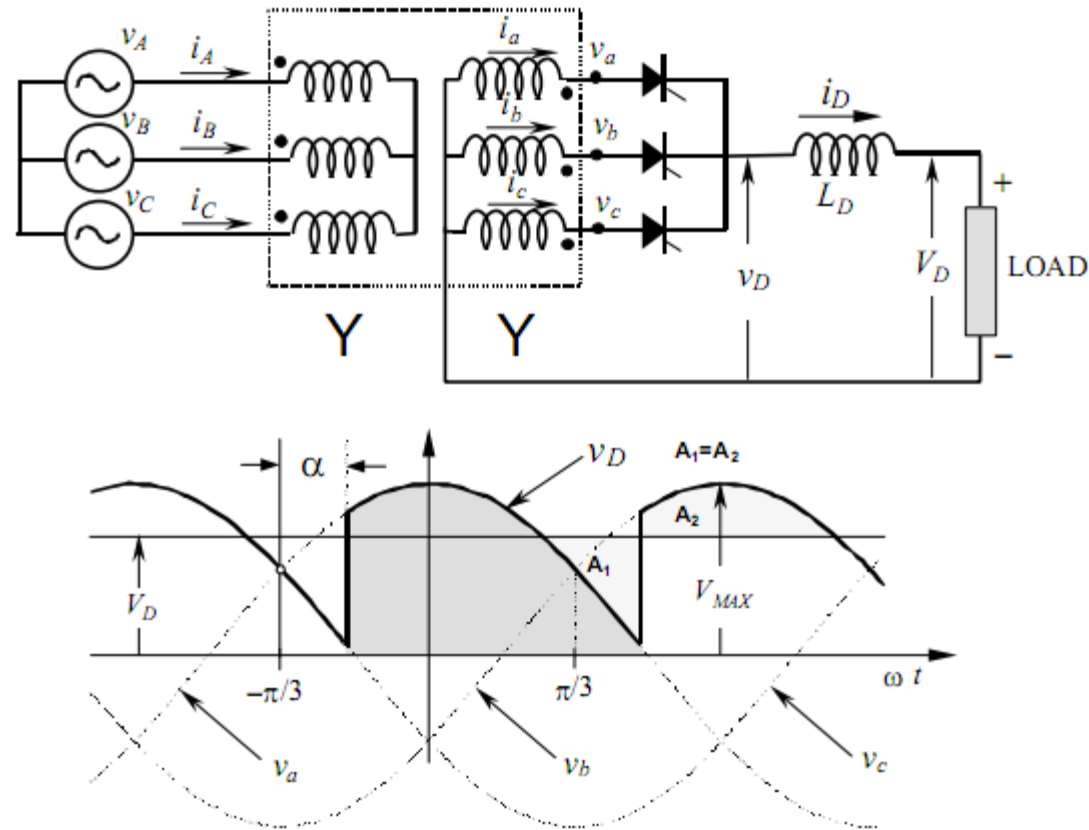 v_A
i_A
i_a
v_a
v_B
i_B
i_b
v_b
i_D
v_C
i_C
i_c
v_c
L_D
+
v_D
V_D
LOAD
–
Y Y
α
v_D
A₁=A₂
A₂
A₁
V_D
V_MAX
–π/3
π/3
ω t
v_a
v_b
v_c